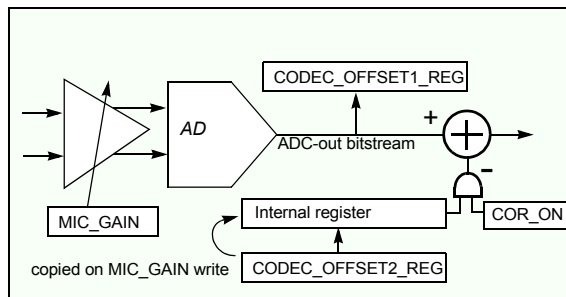 CODEC_OFFSET1_REG
AD
+
ADC-out bitstream
–
MIC_GAIN
Internal register
COR_ON
copied on MIC_GAIN write
CODEC_OFFSET2_REG